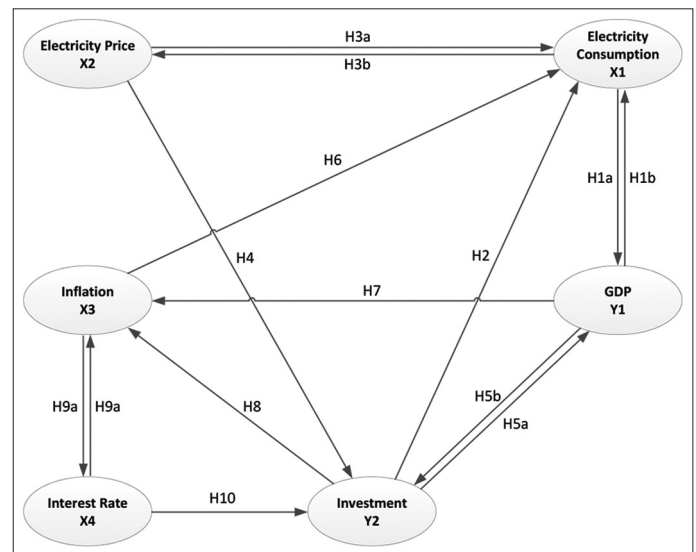 Electricity Price
X2
H3a
H3b
Electricity
Consumption
X1
H6
H1a
H1b
H4
H2
Inflation
X3
H7
GDP
Y1
H9a
H9a
H8
H5b
H5a
Interest Rate
X4
H10
Investment
Y2